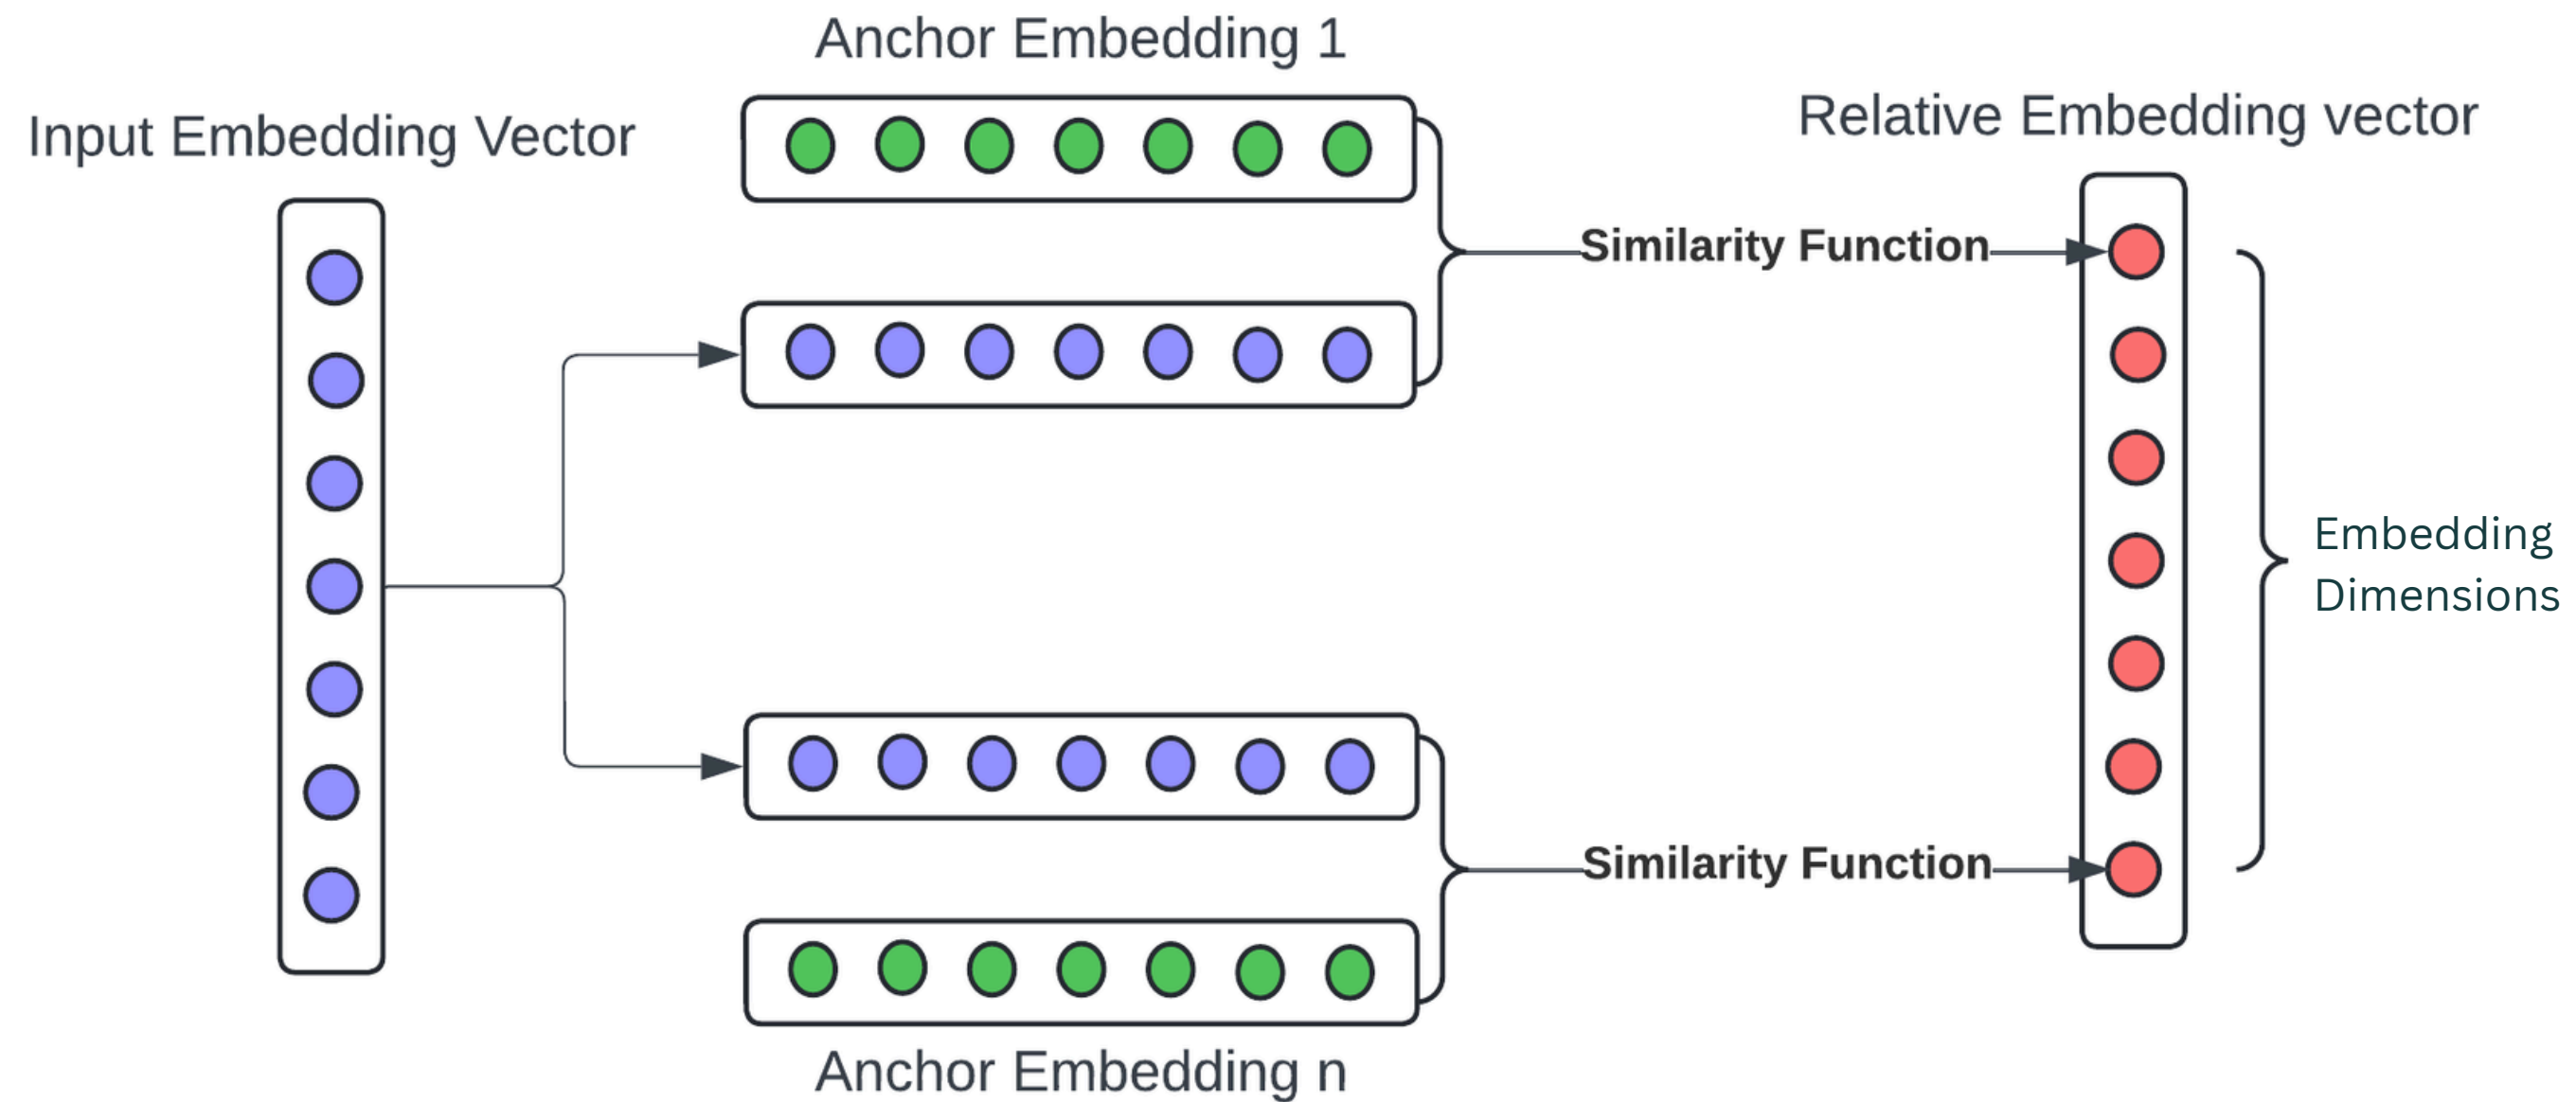 Anchor Embedding 1
Input Embedding Vector
Relative Embedding vector
Similarity Function
Embedding
Dimensions
Similarity Function
Anchor Embedding n